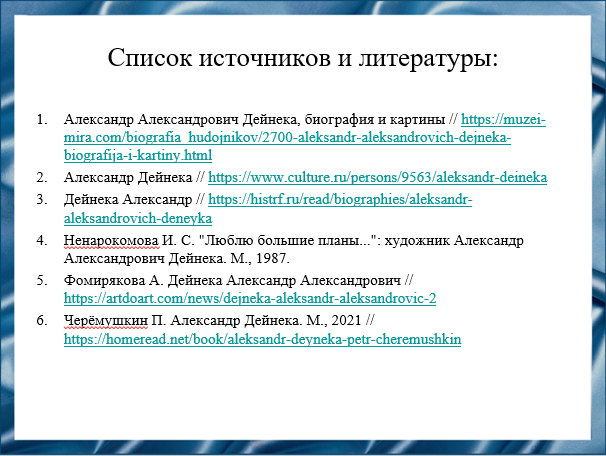 Список источников и литературы:
1. Александр Александрович Дейнека, биография и картины // https://muzei-
mira.com/biografia_hudojnikov/2700-aleksandr-aleksandrovich-dejneka-
biografija-i-kartiny.html
2. Александр Дейнека // https://www.culture.ru/persons/9563/aleksandr-deineka
3. Дейнека Александр // https://histrf.ru/read/biographies/aleksandr-
aleksandrovich-deneyka
4. Ненарокомова И. С. "Люблю большие планы...": художник Александр
Александрович Дейнека. М., 1987.
5. Фомирякова А. Дейнека Александр Александрович //
https://artdoart.com/news/dejneka-aleksandr-aleksandrovic-2
6. Черёмушкин П. Александр Дейнека. М., 2021 //
https://homeread.net/book/aleksandr-deyneka-petr-cheremushkin